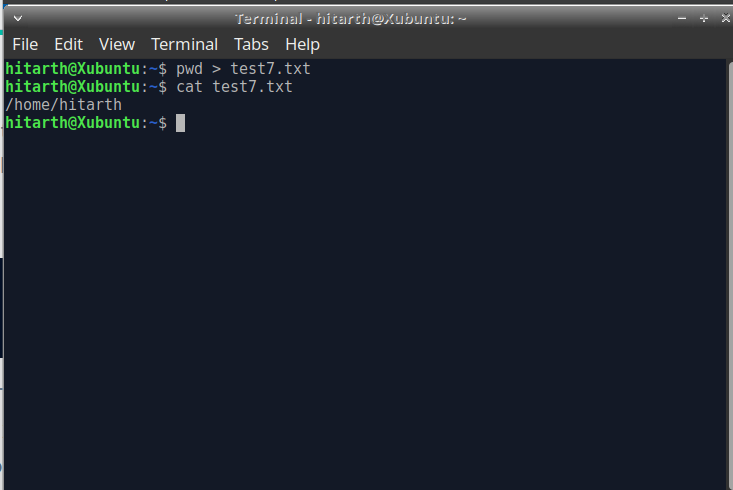 Terminal - hitarth@Xubuntu: ~
File Edit View Terminal Tabs Help
hitarth@Xubuntu:~$ pwd > test7.txt
hitarth@Xubuntu:~$ cat test7.txt
/home/hitarth
hitarth@Xubuntu:~$